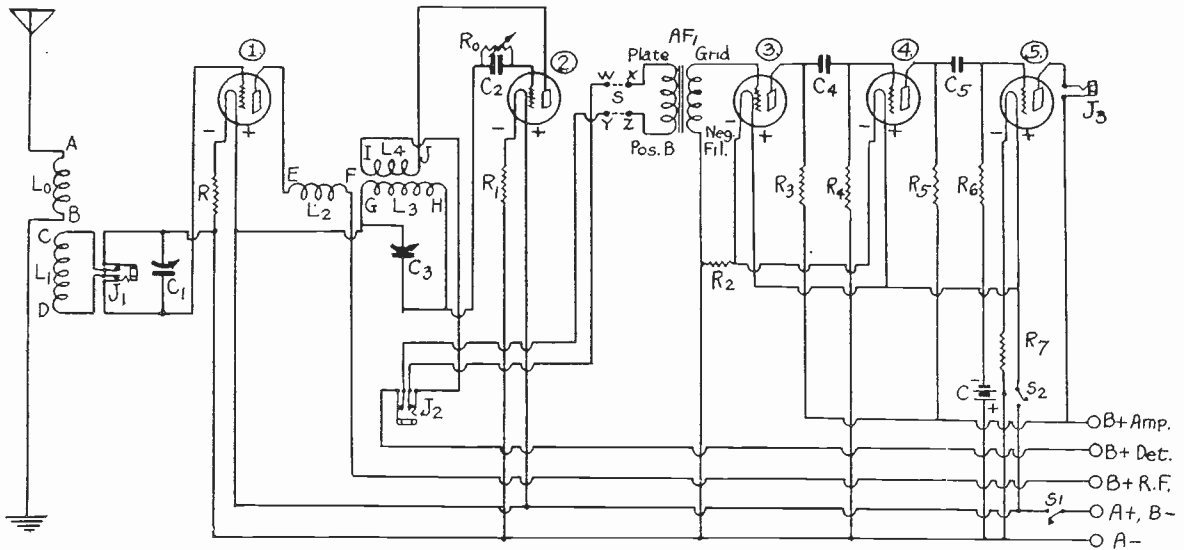 1.
2
3.
4.
5.
AF1
Plate Grid
R0
C2
W X
S
Y Z
Pos.B
Neg.
Fil.
C4
C5
J3
- +
- +
- +
+
+
A
L0
B
C
L1
D
J1
C1
R
E F
L2
I L4 J
G L3 H
C3
R1
R2
R3
R4
R5
R6
R7
J2
C
-
+
S2
B+ Amp.
B+ Det.
B+ R.F.
S1
A+, B-
A-